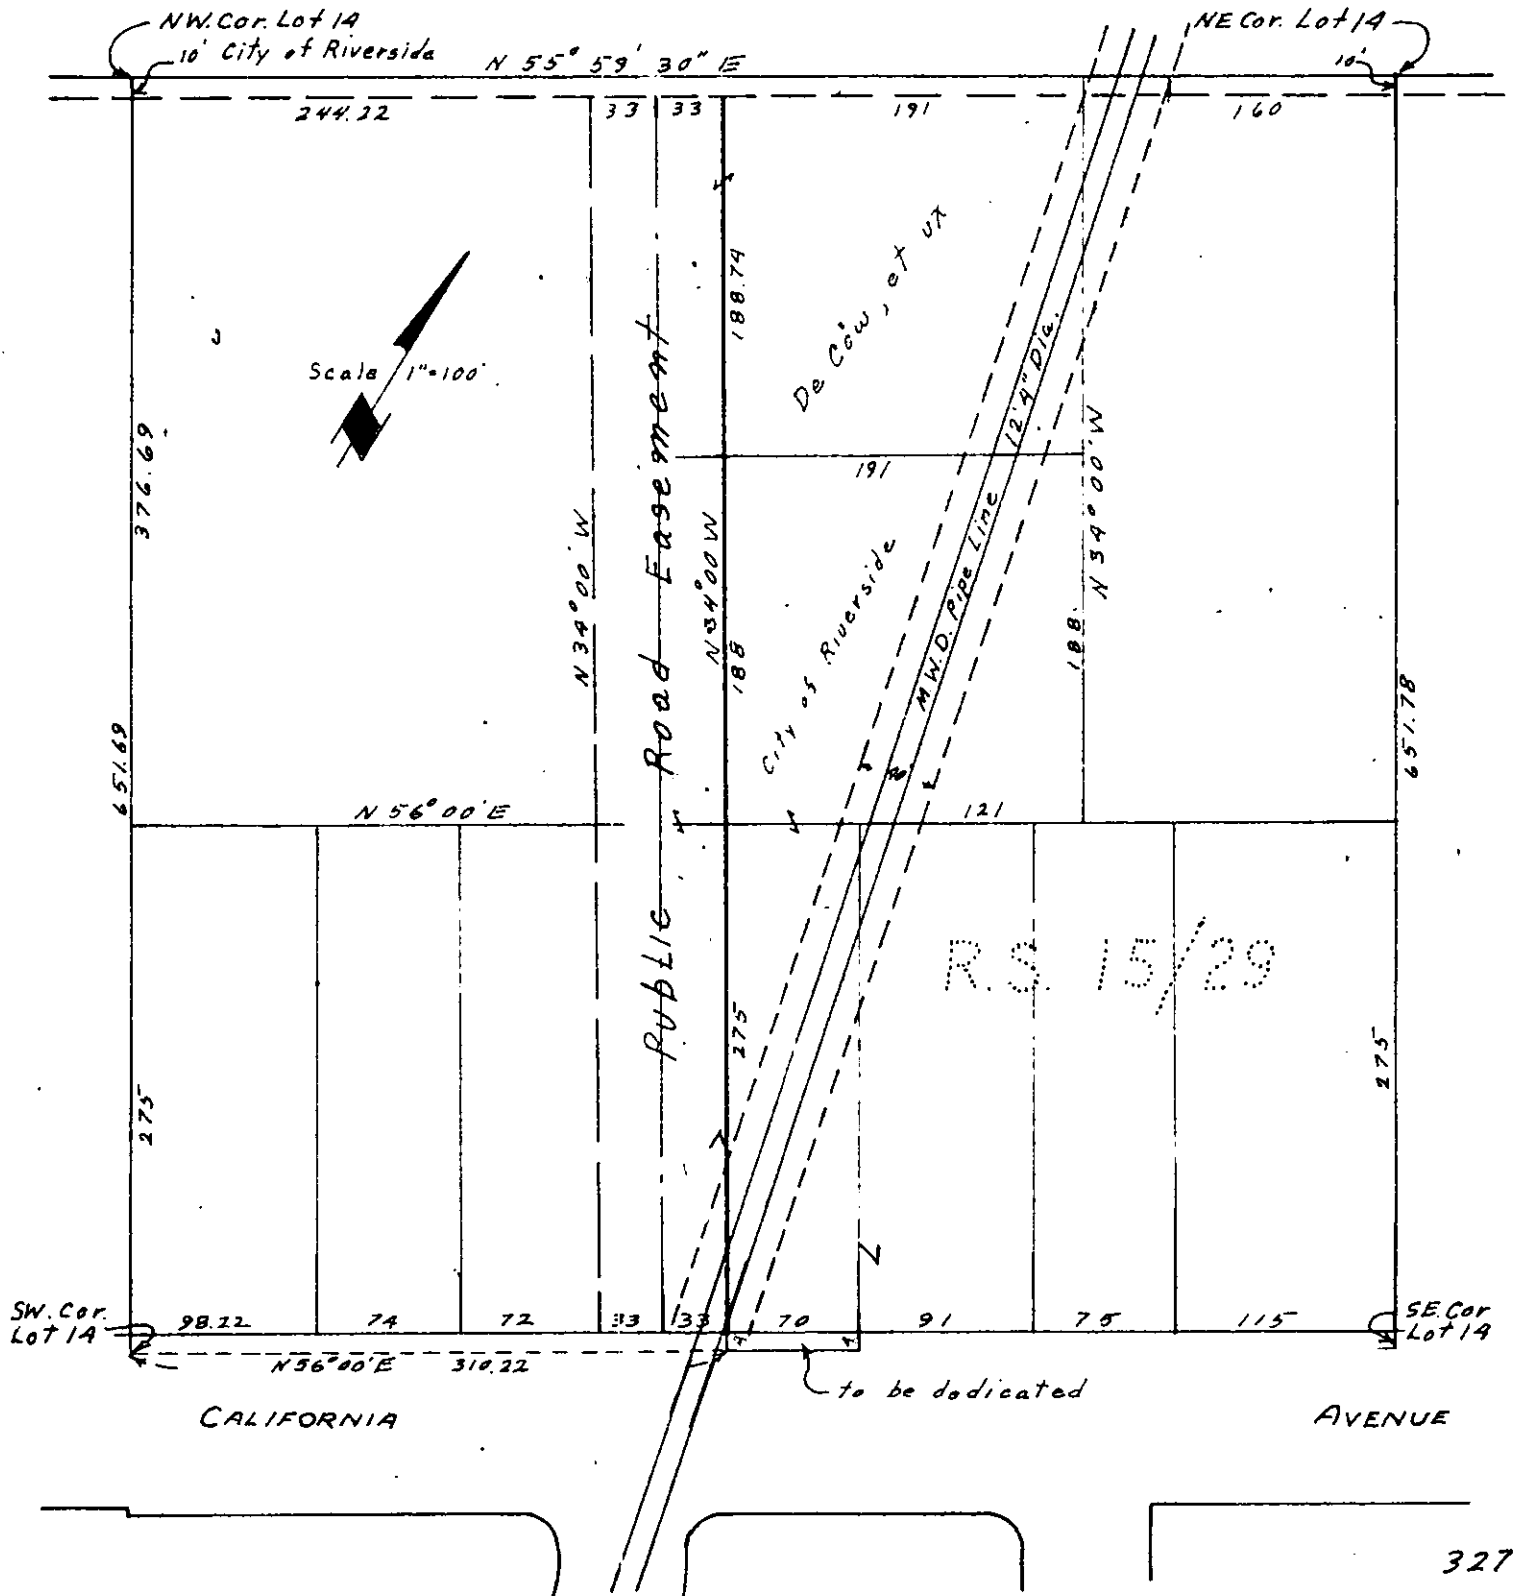 NW. Cor. Lot 14
NE Cor. Lot 14
10' City of Riverside
N 55° 59' 30" E
10'
244.22
33
33
191
160
188.74
De Cow, et ux
Scale 1"=100'
12'4" Dia.
376.69
191
N 34° 00' W
Public Road Easement
N 34° 00' W
188
City of Riverside
M.W.D. Pipe Line
N 34° 00' W
188
651.69
651.78
40'
N 56° 00' E
121
R.S. 15/29
275
275
275
SW. Cor.
Lot 14
98.22
74
72
33
33
70
91
75
115
SE. Cor
Lot 14
N 56° 00' E 310.22
to be dedicated
CALIFORNIA AVENUE
327